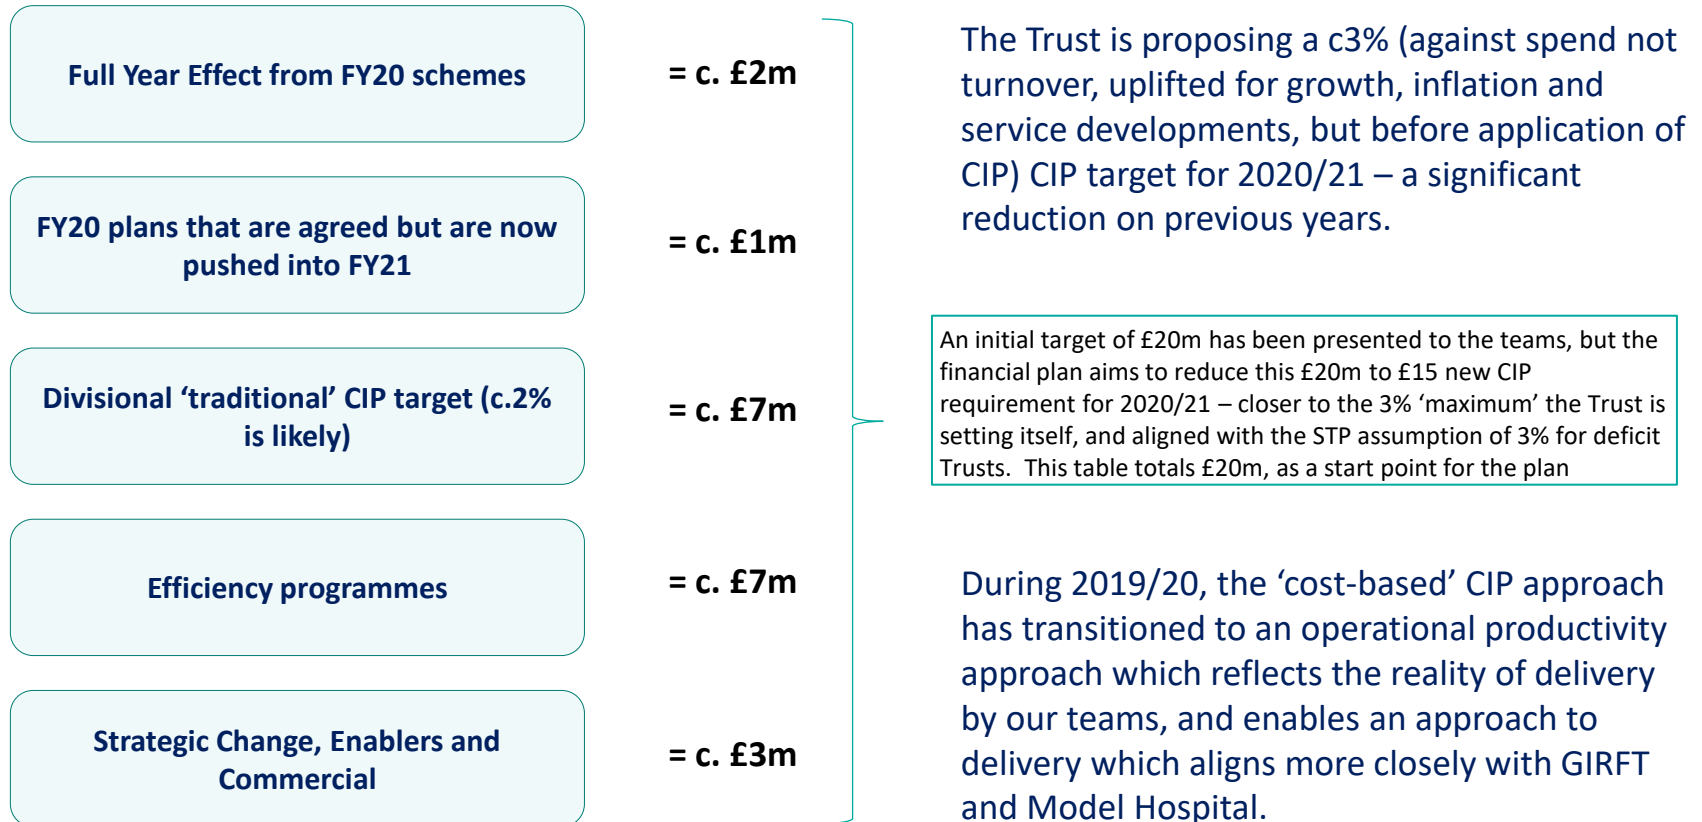 Full Year Effect from FY20 schemes
= c. £2m
FY20 plans that are agreed but are now
pushed into FY21
= c. £1m
Divisional ‘traditional’ CIP target (c.2%
is likely)
= c. £7m
Efficiency programmes
= c. £7m
Strategic Change, Enablers and
Commercial
= c. £3m
The Trust is proposing a c3% (against spend not
turnover, uplifted for growth, inflation and
service developments, but before application of
CIP) CIP target for 2020/21 – a significant
reduction on previous years.
An initial target of £20m has been presented to the teams, but the
financial plan aims to reduce this £20m to £15 new CIP
requirement for 2020/21 – closer to the 3% ‘maximum’ the Trust is
setting itself, and aligned with the STP assumption of 3% for deficit
Trusts.  This table totals £20m, as a start point for the plan
During 2019/20, the ‘cost-based’ CIP approach
has transitioned to an operational productivity
approach which reflects the reality of delivery
by our teams, and enables an approach to
delivery which aligns more closely with GIRFT
and Model Hospital.